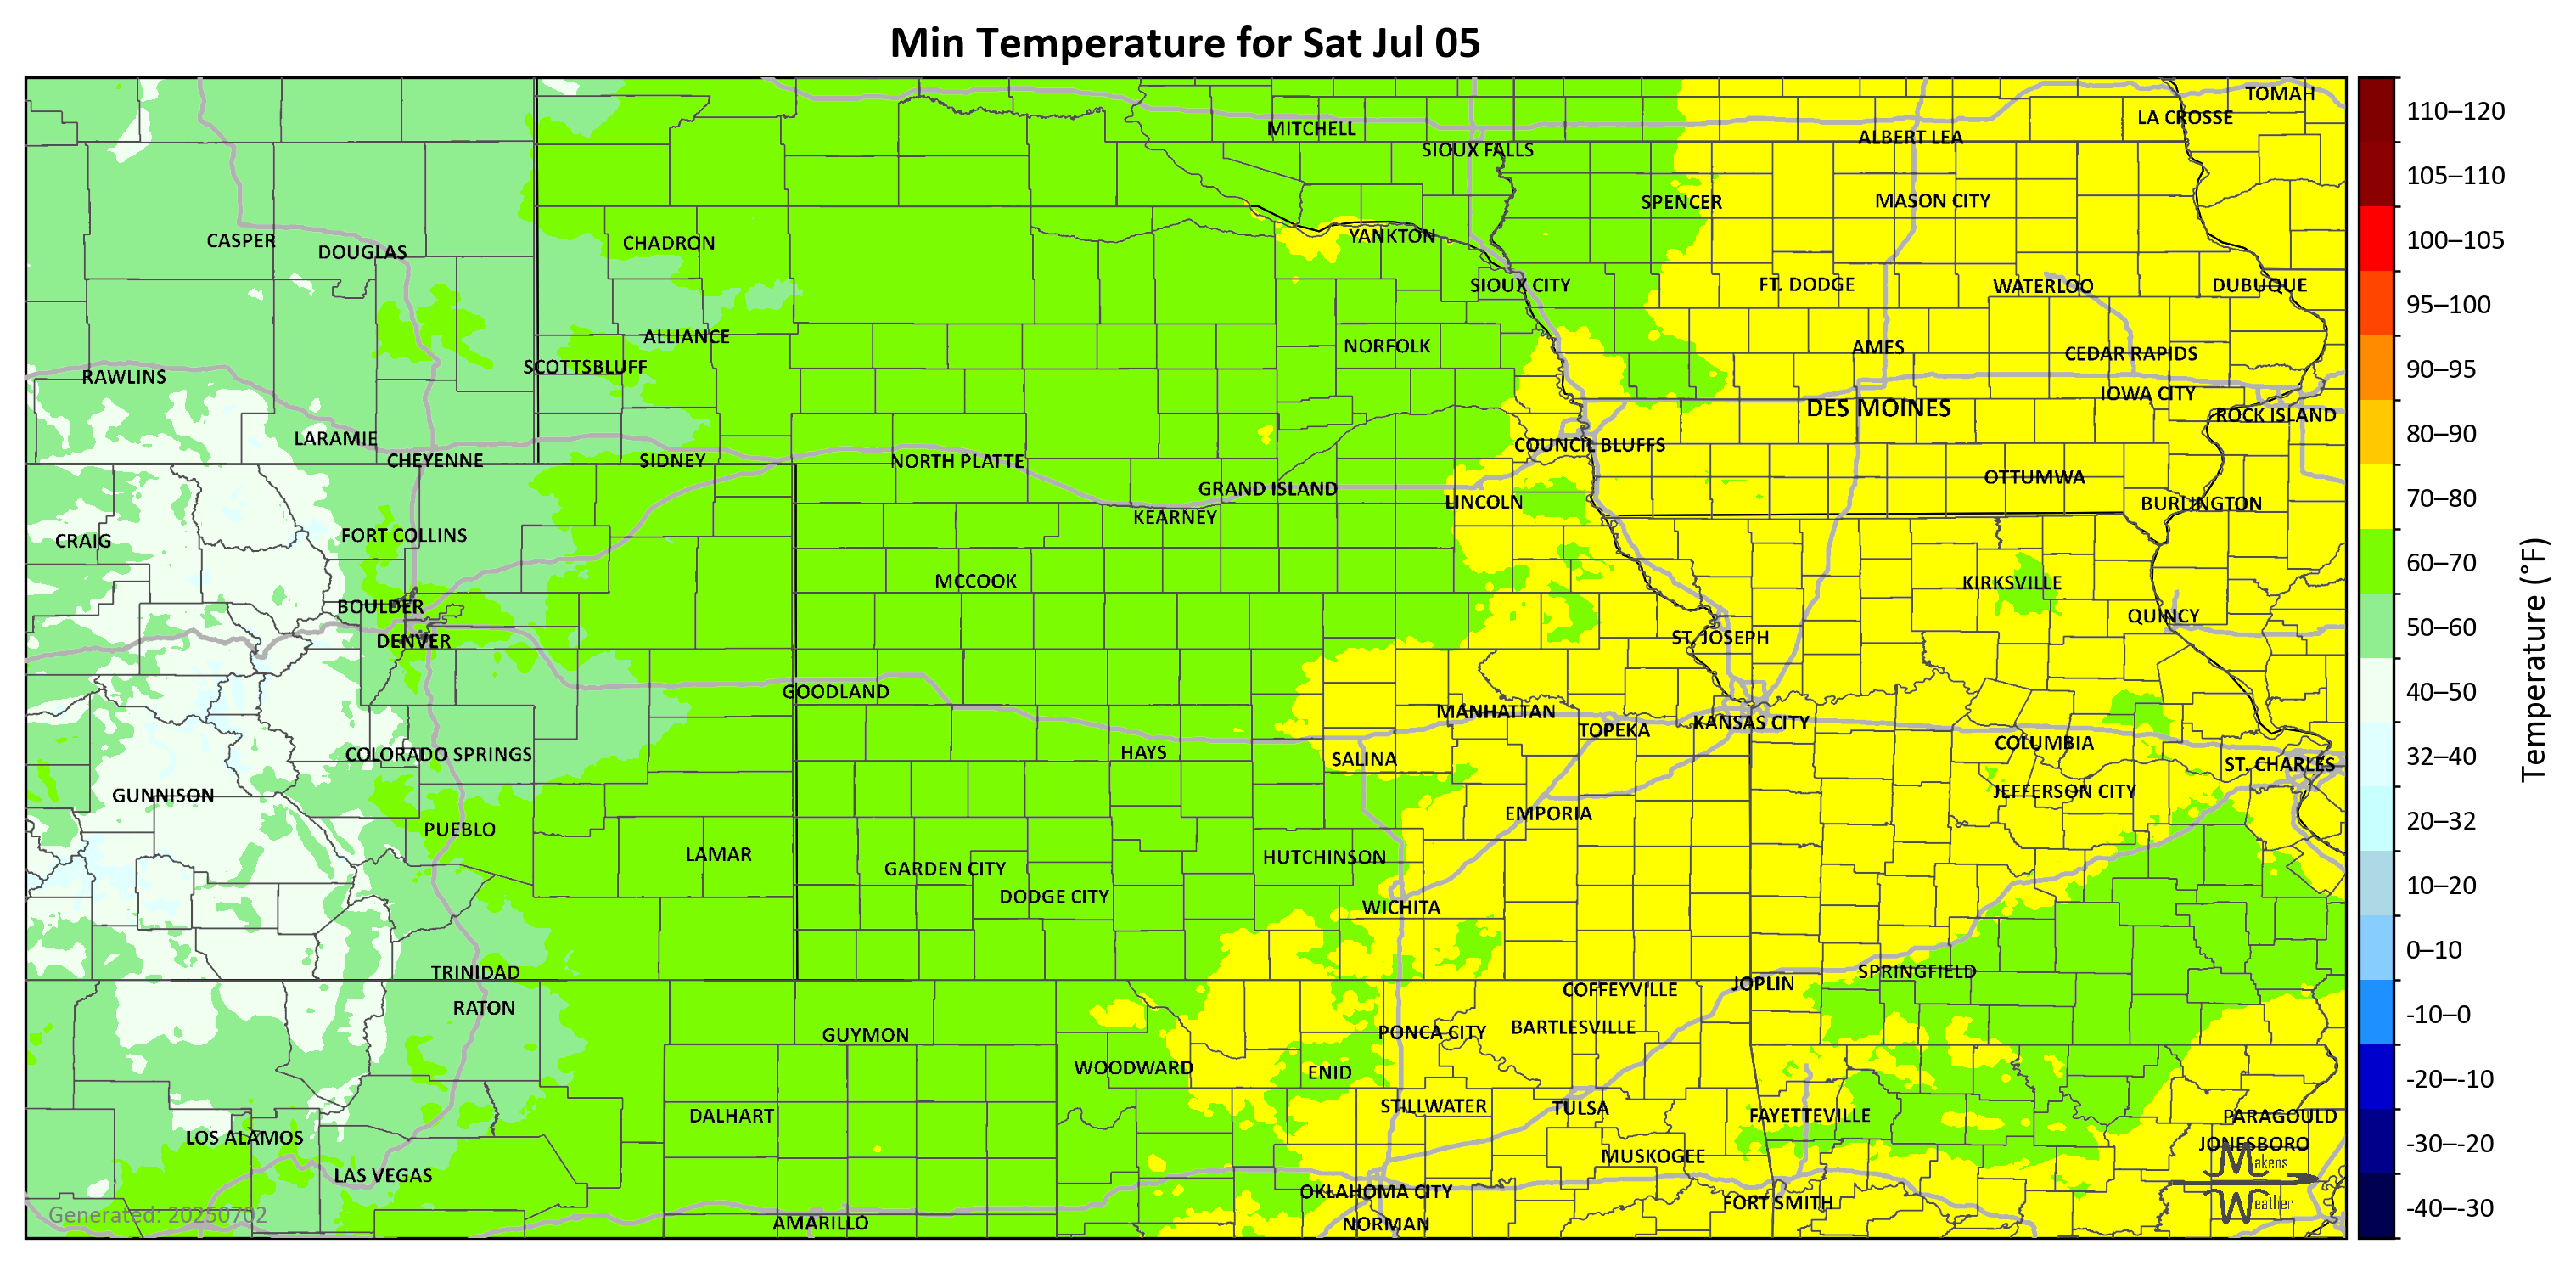 Min Temperature for Sat Jul 05
TOMAH
LA CROSSE
MITCHELL
ALBERT LEA
SIOUX FALLS
SPENCER
MASON CITY
CASPER
DOUGLAS
CHADRON
YANKTON
SIOUX CITY
FT. DODGE
WATERLOO
DUBUQUE
ALLIANCE
NORFOLK
AMES
CEDAR RAPIDS
SCOTTSBLUFF
RAWLINS
IOWA CITY
DES MOINES
ROCK ISLAND
LARAMIE
COUNCIL BLUFFS
CHEYENNE
SIDNEY
NORTH PLATTE
OTTUMWA
GRAND ISLAND
LINCOLN
BURLINGTON
KEARNEY
CRAIG
FORT COLLINS
MCCOOK
KIRKSVILLE
BOULDER
QUINCY
DENVER
ST. JOSEPH
GOODLAND
MANHATTAN
TOPEKA
KANSAS CITY
COLUMBIA
COLORADO SPRINGS
HAYS
SALINA
ST. CHARLES
GUNNISON
JEFFERSON CITY
EMPORIA
PUEBLO
LAMAR
HUTCHINSON
GARDEN CITY
DODGE CITY
WICHITA
TRINIDAD
SPRINGFIELD
JOPLIN
COFFEYVILLE
RATON
GUYMON
PONCA CITY
BARTLESVILLE
WOODWARD
ENID
DALHART
STILLWATER
TULSA
FAYETTEVILLE
PARAGOULD
LOS ALAMOS
JONESBORO
MUSKOGEE
LAS VEGAS
OKLAHOMA CITY
FORT SMITH
AMARILLO
NORMAN
Generated: 20250702
Makens
Weather
110–120
105–110
100–105
95–100
90–95
80–90
70–80
60–70
50–60
40–50
32–40
20–32
10–20
0–10
-10–0
-20–-10
-30–-20
-40–-30
Temperature (°F)